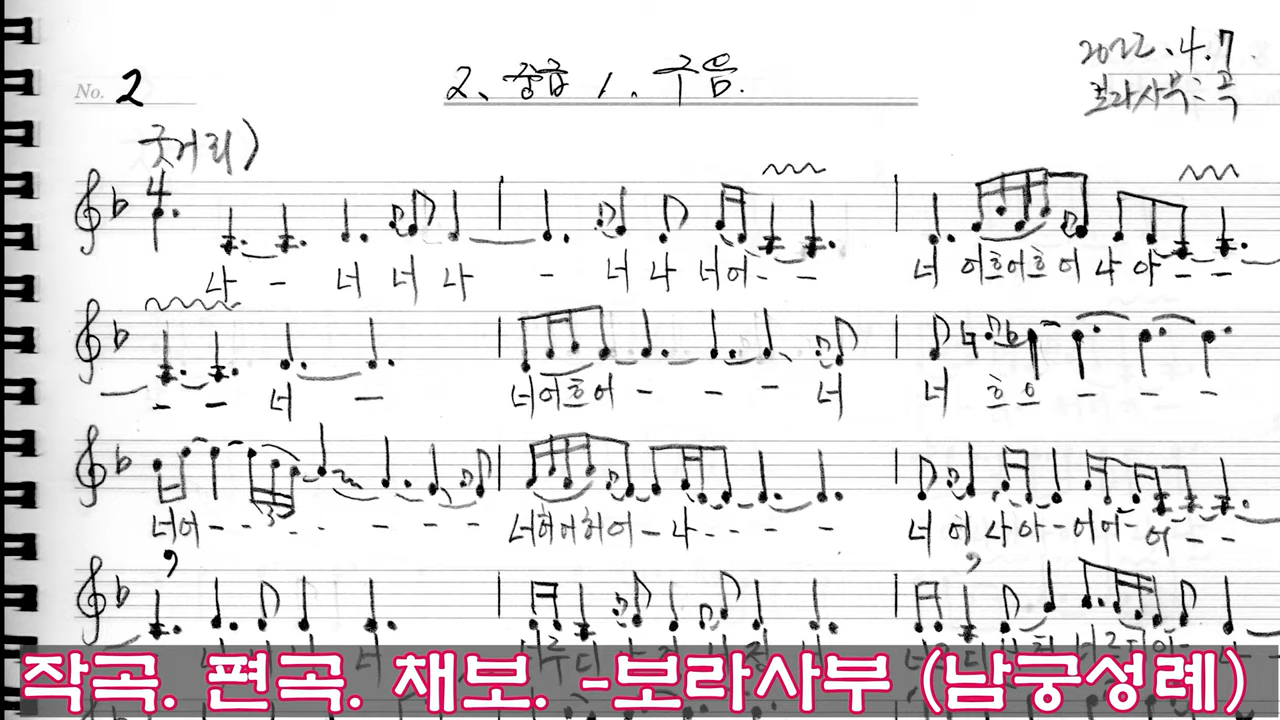 No. 2
2. 중급 1. 구음.
2022.4.7.
보라사부:곡
굿거리)
4
나 - 너 너 나 - 너 나 너어 - - 너 어흐어흐어 나 아 - -
- - 너 - 너어흐어 - - - 너 너 흐으 - - -
너어 - - 3 - - - - 너허어허어 - 나 - - - - 너 어 나아 - 어어 - 어 - -
작곡. 편곡. 채보. -보라사부 (남궁성례)